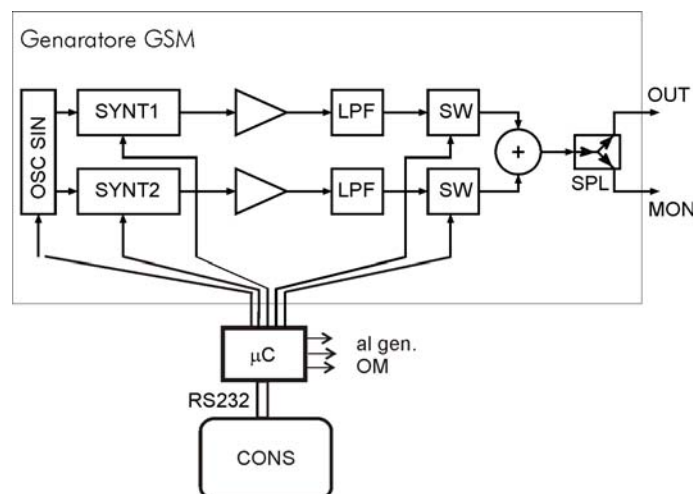 Genaratore GSM
OSC SIN
SYNT1
LPF
SW
OUT
+
SPL
SYNT2
LPF
SW
MON
μC
al gen.
OM
RS232
CONS